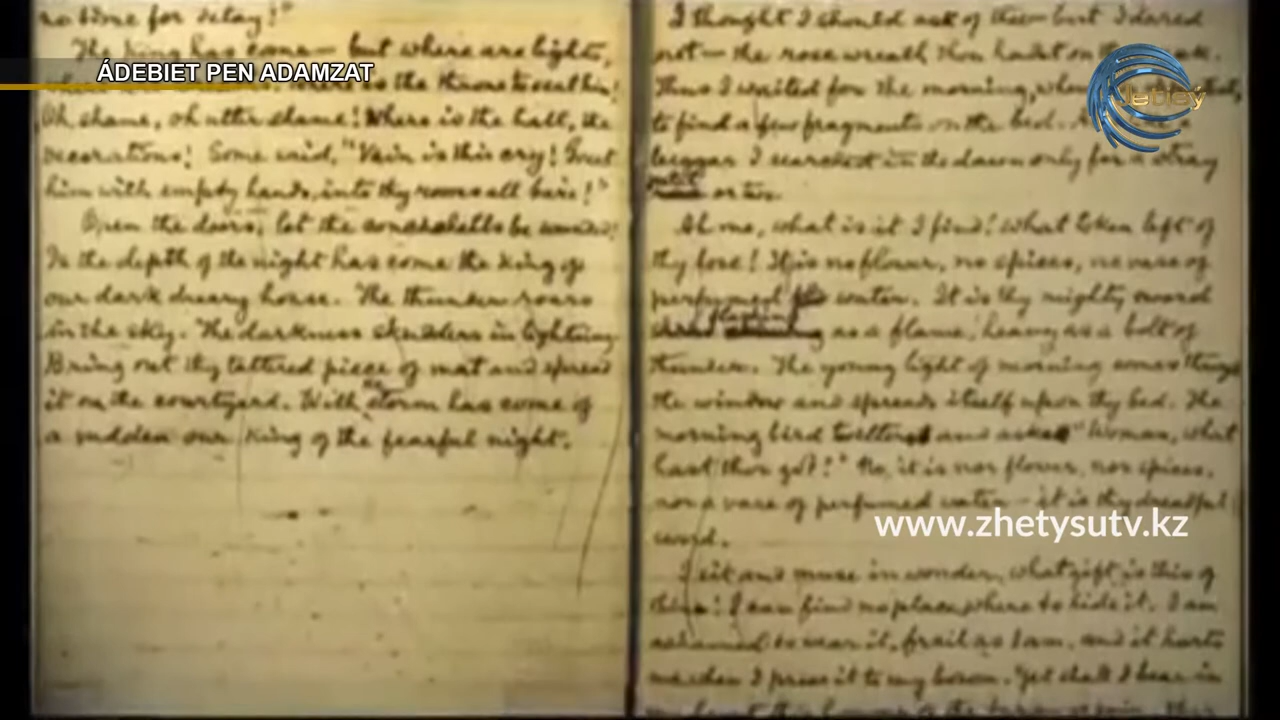 ÁDEBIET PEN ADAMZAT
Jetisý
no time for delay!"
The King has come — but where are lights,
Where is the throne to seat him!
Oh shame, oh utter shame! Where is the hall, the
decorations! Some said, "Vain is this cry! Greet
him with empty hands, into thy rooms all bare!"
Open the doors, let the conchshells be sounded!
In the depth of the night has come the King of
our dark dreary house. The thunder roars
in the sky. The darkness shudders in lightning
Bring out thy tattered piece of mat and spread
it on the courtyard. With the storm has come of
a sudden our King of the fearful night.
I thought I should ask of thee — but I dared
not — the rose wreath thou hadst on
Thus I waited for the morning, when
to find a few fragments on the bed.
beggar I searched in the dawn only for a stray
petal or two.
Ah me, what is it I find! What token left of
thy love! It is no flower, no spices, no vase of
perfumed water. It is thy mighty sword
flashing
as a flame, heavy as a bolt of
thunder. The young light of morning comes through
the window and spreads itself upon thy bed. The
morning bird twitters and asks "Woman, what
hast thou got!" No, it is nor flower, nor spices,
nor a vase of perfumed water — it is thy dreadful
sword.
I sit and muse in wonder, what gift is this of
thine! I can find no place where to hide it. I am
ashamed to wear it, frail as I am, and it hurts
me when I press it to my bosom. Yet shall I bear in
www.zhetysutv.kz